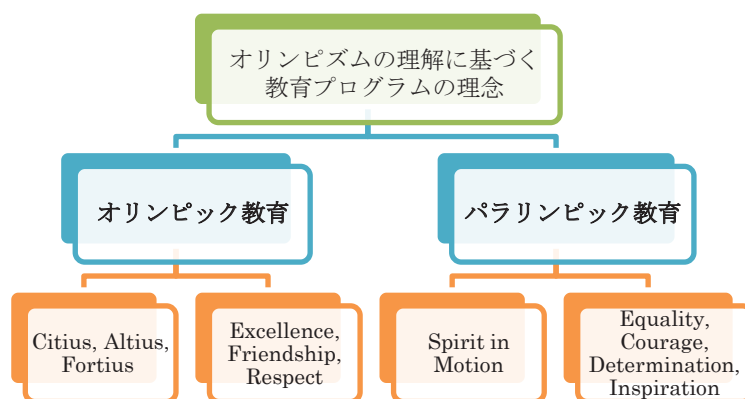 オリンピズムの理解に基づく
教育プログラムの理念
オリンピック教育
パラリンピック教育
Citius, Altius,
Fortius
Excellence,
Friendship,
Respect
Spirit in
Motion
Equality,
Courage,
Determination,
Inspiration